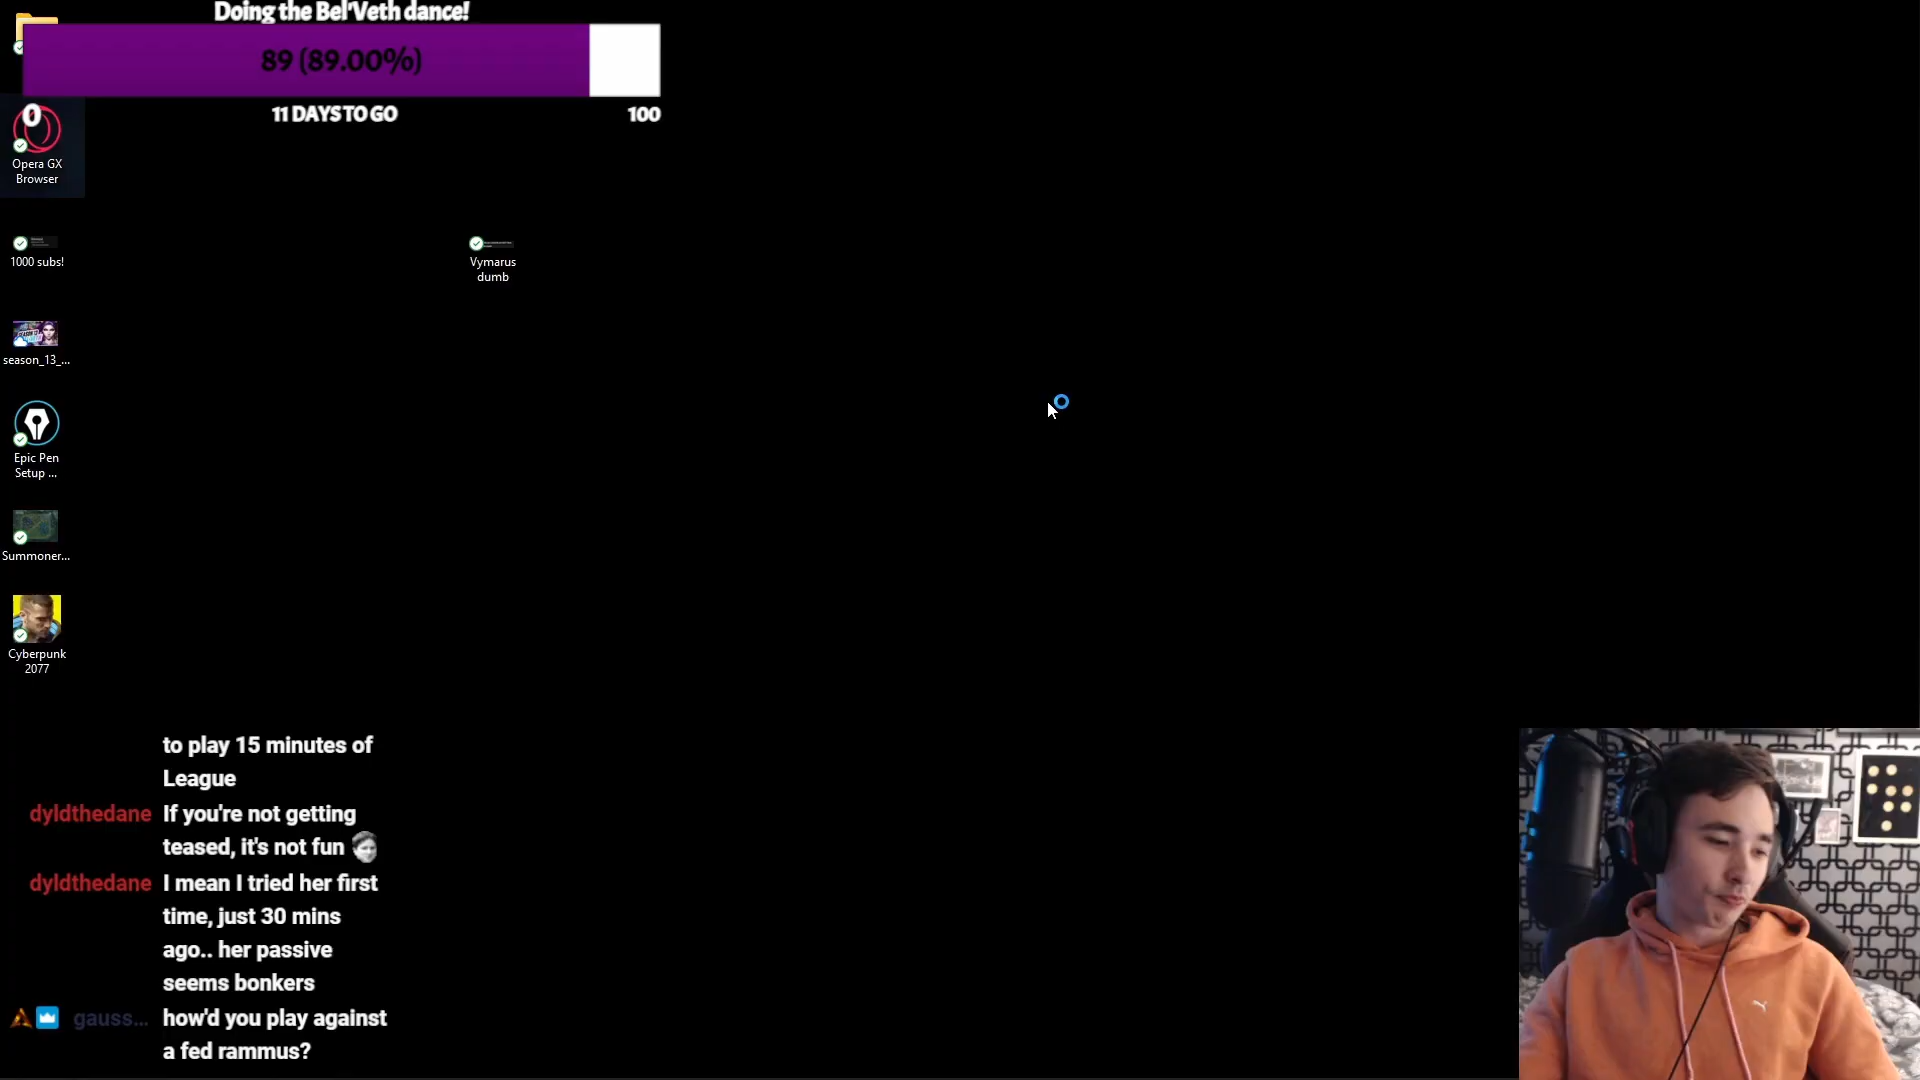 Doing the Bel'Veth dance!
89 (89.00%)
0
11 DAYS TO GO
100
Opera GX
Browser
1000 subs!
Vymarus
dumb
season_13_...
Epic Pen
Setup ...
Summoner...
Cyberpunk
2077
to play 15 minutes of
League
dyldthedane If you're not getting
teased, it's not fun
dyldthedane I mean I tried her first
time, just 30 mins
ago.. her passive
seems bonkers
gauss... how'd you play against
a fed rammus?